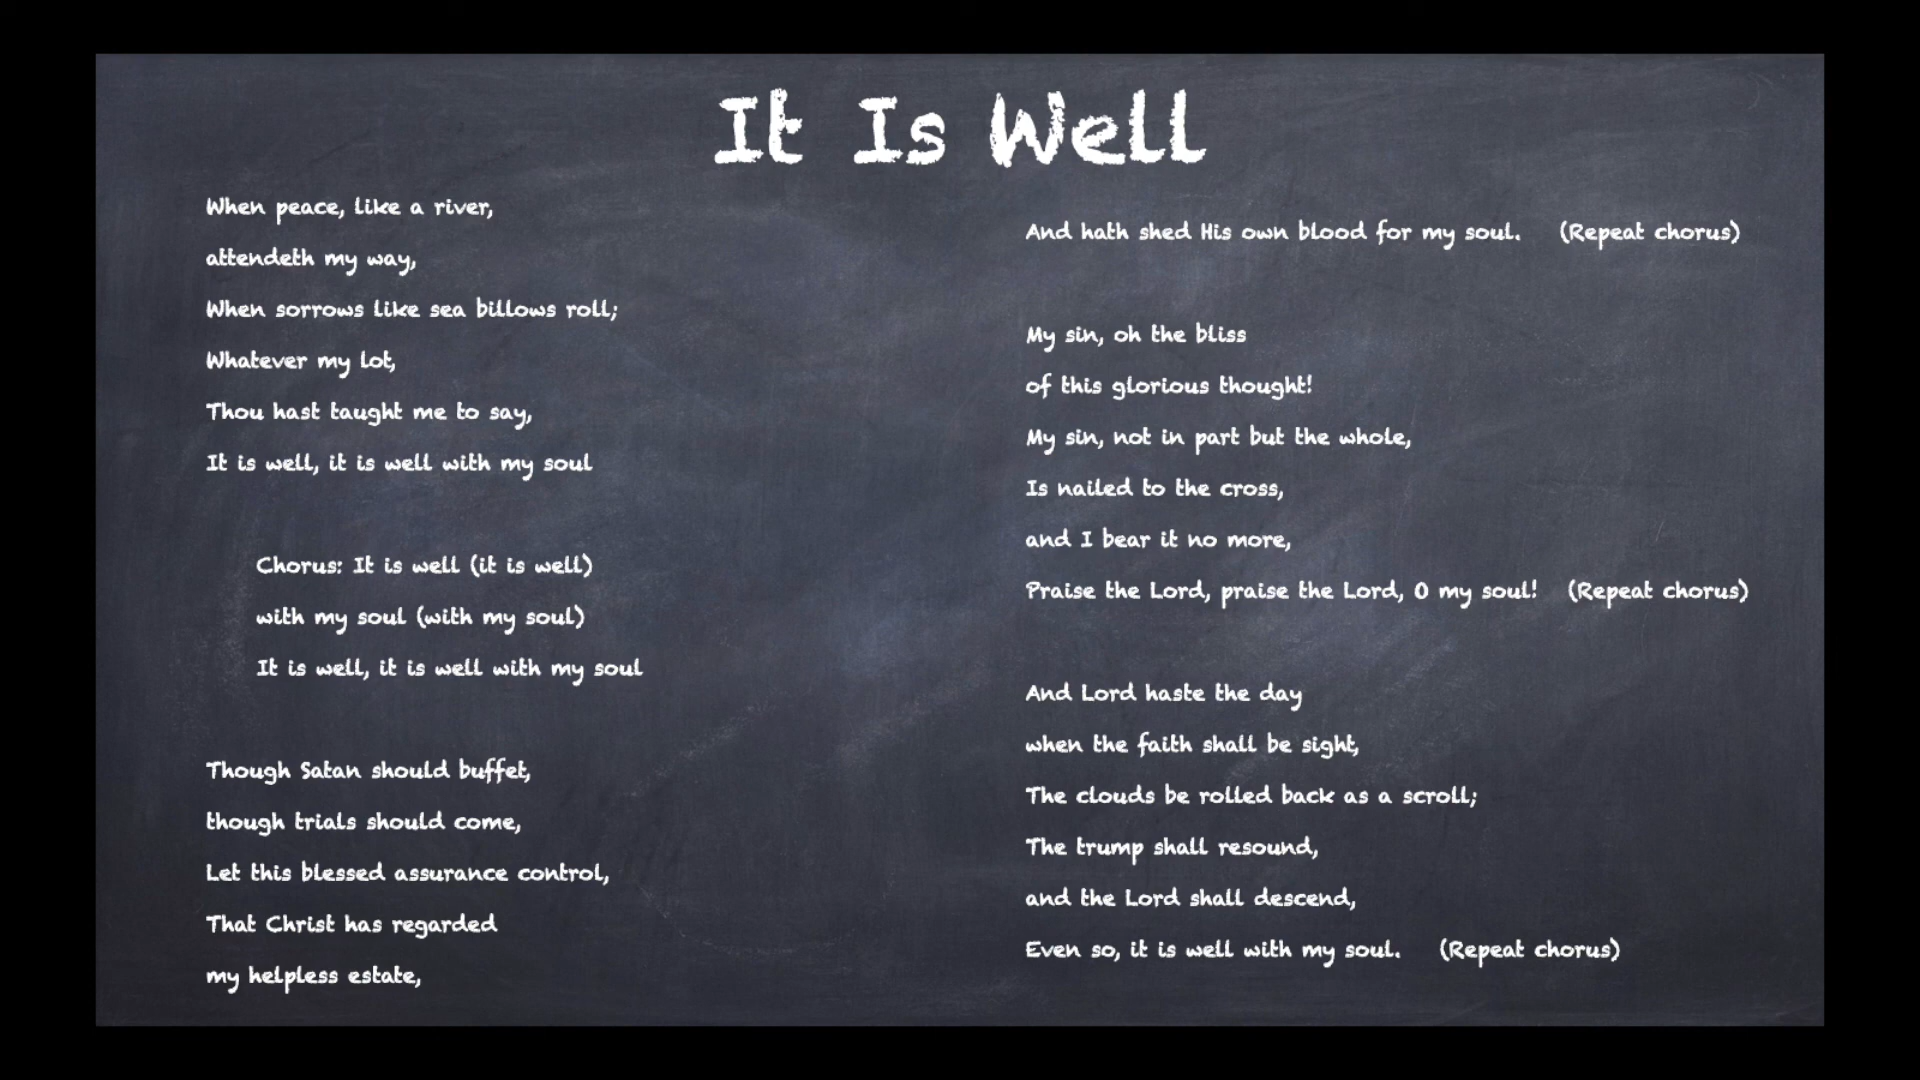 It Is Well
When peace, like a river,
attendeth my way,
When sorrows like sea billows roll;
Whatever my lot,
Thou hast taught me to say,
It is well, it is well with my soul
Chorus: It is well (it is well)
with my soul (with my soul)
It is well, it is well with my soul
Though Satan should buffet,
though trials should come,
Let this blessed assurance control,
That Christ has regarded
my helpless estate,
And hath shed His own blood for my soul. (Repeat chorus)
My sin, oh the bliss
of this glorious thought!
My sin, not in part but the whole,
Is nailed to the cross,
and I bear it no more,
Praise the Lord, praise the Lord, O my soul! (Repeat chorus)
And Lord haste the day
when the faith shall be sight,
The clouds be rolled back as a scroll;
The trump shall resound,
and the Lord shall descend,
Even so, it is well with my soul. (Repeat chorus)